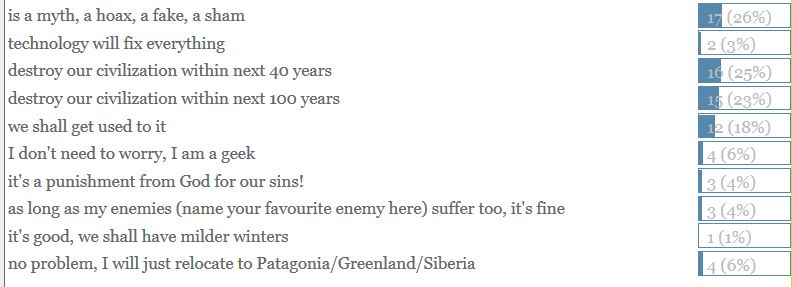 is a myth, a hoax, a fake, a sham 17 (26%)
technology will fix everything 2 (3%)
destroy our civilization within next 40 years 16 (25%)
destroy our civilization within next 100 years 15 (23%)
we shall get used to it 12 (18%)
I don't need to worry, I am a geek 4 (6%)
it's a punishment from God for our sins! 3 (4%)
as long as my enemies (name your favourite enemy here) suffer too, it's fine 3 (4%)
it's good, we shall have milder winters 1 (1%)
no problem, I will just relocate to Patagonia/Greenland/Siberia 4 (6%)